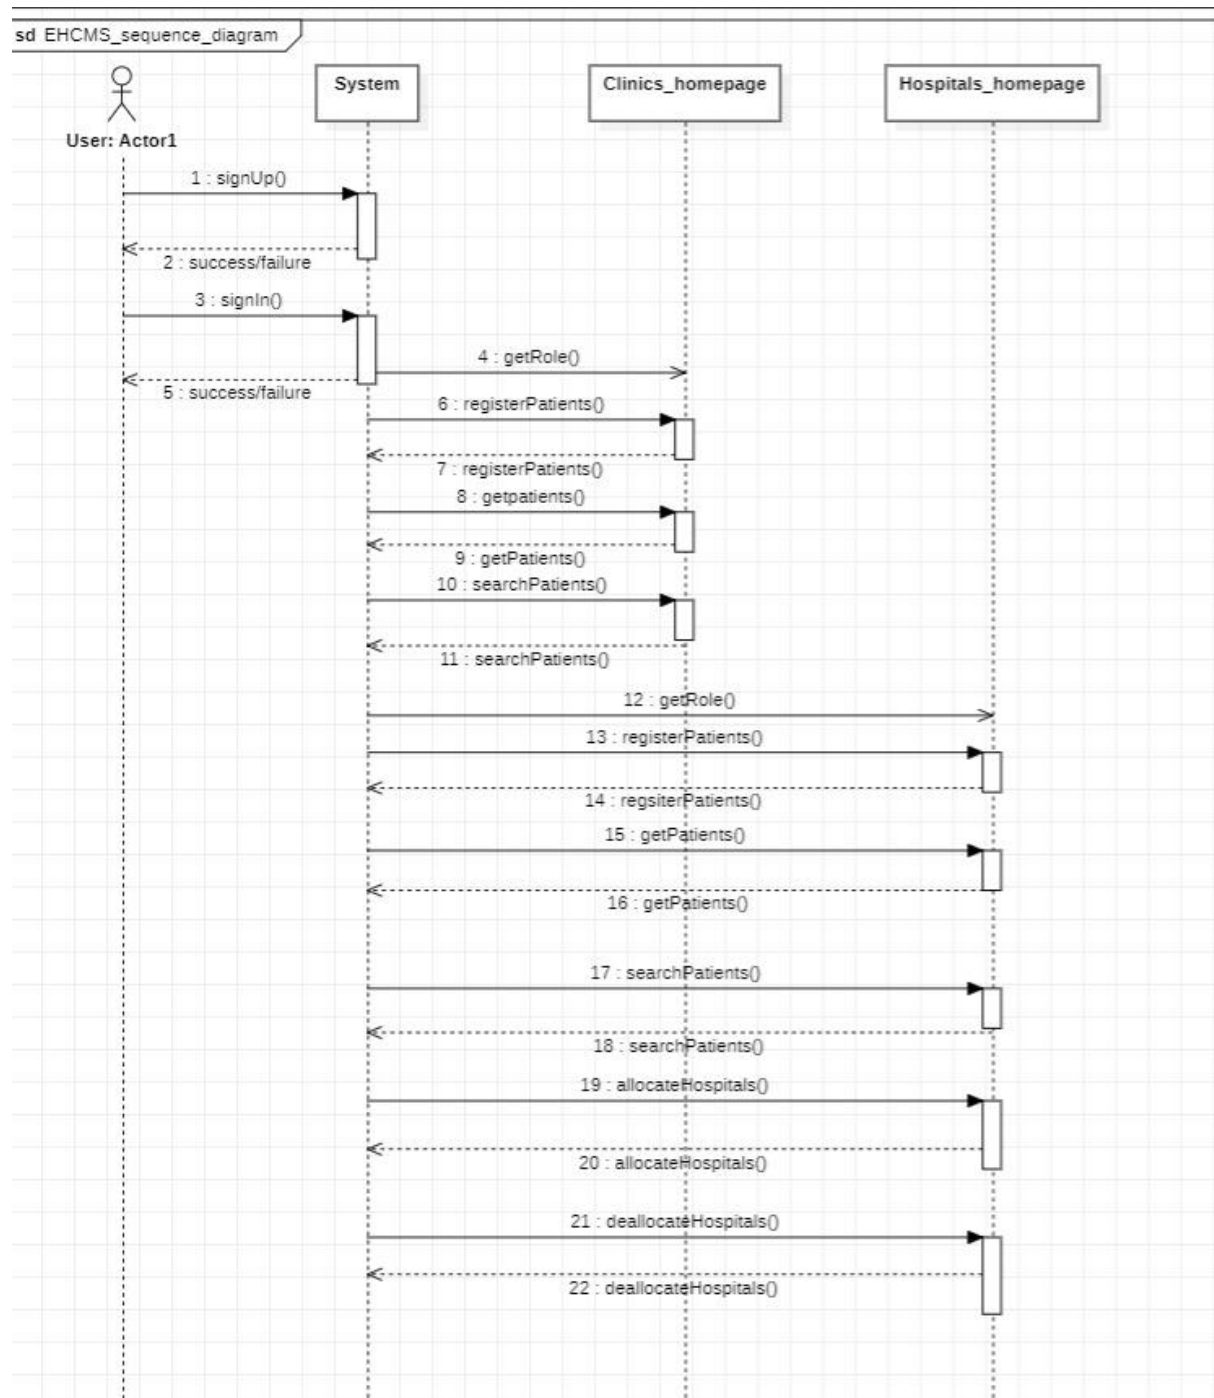 sd EHCMS_sequence_diagram
System
Clinics_homepage
Hospitals_homepage
User: Actor1
1 : signUp()
2 : success/failure
3 : signIn()
4 : getRole()
5 : success/failure
6 : registerPatients()
7 : registerPatients()
8 : getpatients()
9 : getPatients()
10 : searchPatients()
11 : searchPatients()
12 : getRole()
13 : registerPatients()
14 : regsiterPatients()
15 : getPatients()
16 : getPatients()
17 : searchPatients()
18 : searchPatients()
19 : allocateHospitals()
20 : allocateHospitals()
21 : deallocateHospitals()
22 : deallocateHospitals()